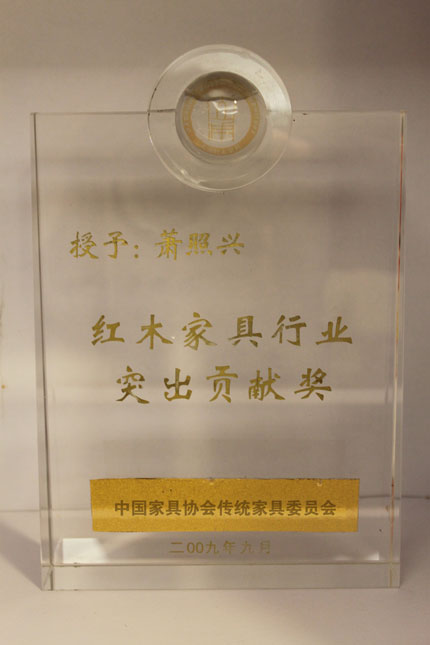 授予：萧照兴
红木家具行业
突出贡献奖
中国家具协会传统家具委员会
二00九年九月